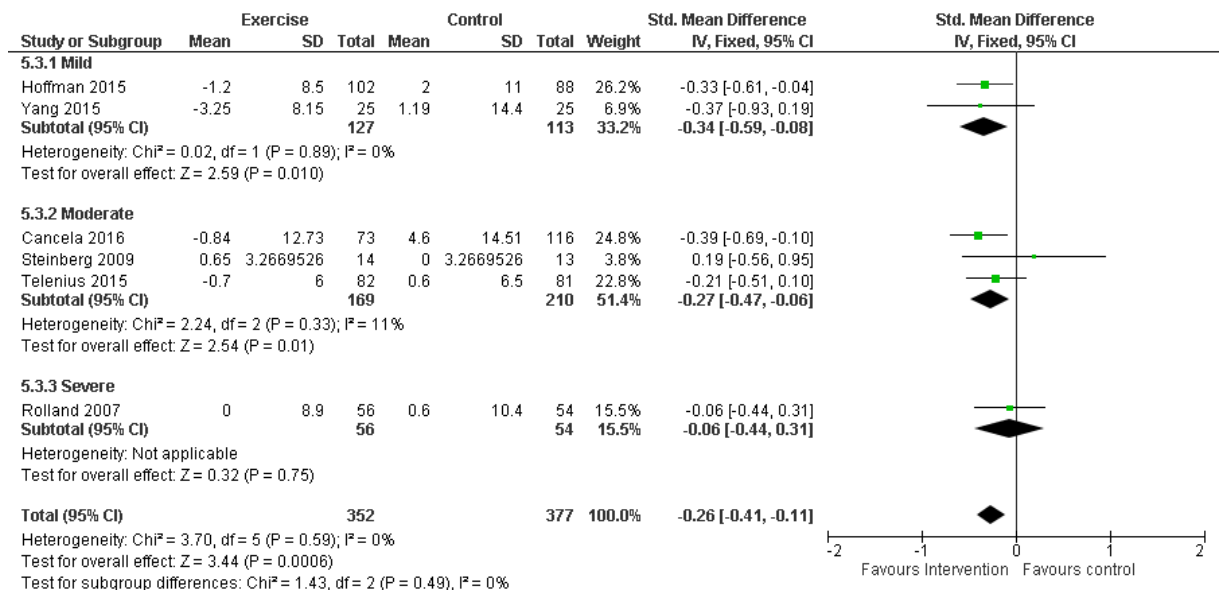 Exercise Control Std. Mean Difference Std. Mean Difference
Study or Subgroup Mean SD Total Mean SD Total Weight IV, Fixed, 95% CI IV, Fixed, 95% CI
5.3.1 Mild
Hoffman 2015 -1.2 8.5 102 2 11 88 26.2% -0.33 [-0.61, -0.04]
Yang 2015 -3.25 8.15 25 1.19 14.4 25 6.9% -0.37 [-0.93, 0.19]
Subtotal (95% CI) 127 113 33.2% -0.34 [-0.59, -0.08]
Heterogeneity: Chi² = 0.02, df = 1 (P = 0.89); I² = 0%
Test for overall effect: Z = 2.59 (P = 0.010)
5.3.2 Moderate
Cancela 2016 -0.84 12.73 73 4.6 14.51 116 24.8% -0.39 [-0.69, -0.10]
Steinberg 2009 0.65 3.2669526 14 0 3.2669526 13 3.8% 0.19 [-0.56, 0.95]
Telenius 2015 -0.7 6 82 0.6 6.5 81 22.8% -0.21 [-0.51, 0.10]
Subtotal (95% CI) 169 210 51.4% -0.27 [-0.47, -0.06]
Heterogeneity: Chi² = 2.24, df = 2 (P = 0.33); I² = 11%
Test for overall effect: Z = 2.54 (P = 0.01)
5.3.3 Severe
Rolland 2007 0 8.9 56 0.6 10.4 54 15.5% -0.06 [-0.44, 0.31]
Subtotal (95% CI) 56 54 15.5% -0.06 [-0.44, 0.31]
Heterogeneity: Not applicable
Test for overall effect: Z = 0.32 (P = 0.75)
Total (95% CI) 352 377 100.0% -0.26 [-0.41, -0.11]
Heterogeneity: Chi² = 3.70, df = 5 (P = 0.59); I² = 0%
Test for overall effect: Z = 3.44 (P = 0.0006)
Test for subgroup differences: Chi² = 1.43, df = 2 (P = 0.49), I² = 0%
-2 -1 0 1 2
Favours Intervention Favours control